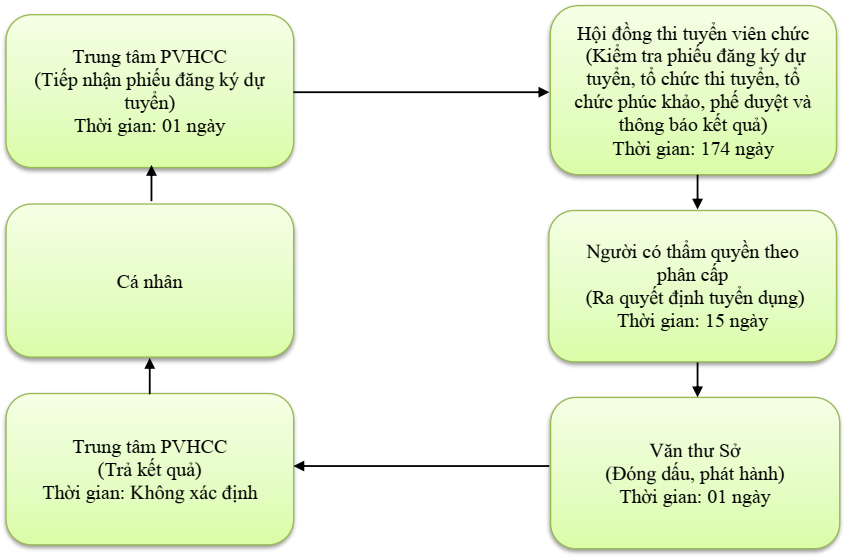 Trung tâm PVHCC
(Tiếp nhận phiếu đăng ký dự
tuyển)
Thời gian: 01 ngày
Hội đồng thi tuyển viên chức
(Kiểm tra phiếu đăng ký dự
tuyển, tổ chức thi tuyển, tổ
chức phúc khảo, phế duyệt và
thông báo kết quả)
Thời gian: 174 ngày
Cá nhân
Người có thẩm quyền theo
phân cấp
(Ra quyết định tuyển dụng)
Thời gian: 15 ngày
Trung tâm PVHCC
(Trả kết quả)
Thời gian: Không xác định
Văn thư Sở
(Đóng dấu, phát hành)
Thời gian: 01 ngày